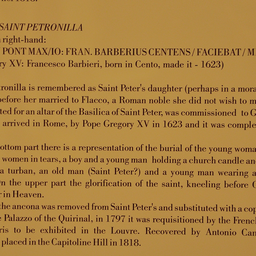 SAINT PETRONILLA
right-hand:
PONT MAX/IO: FRAN. BARBERIUS CENTENS/ FACIEBAT / M
ry XV: Francesco Barbieri, born in Cento, made it - 1623)
ronilla is remembered as Saint Peter's daughter (perhaps in a mora
before her married to Flacco, a Roman noble she did not wish to m
ted for an altar of the Basilica of Saint Peter, was commissioned to G
arrived in Rome, by Pope Gregory XV in 1623 and it was comple
ottom part there is a representation of the burial of the young woma
women in tears, a boy and a young man holding a church candle an
a turban, an old man (Saint Peter?) and a young man wearing a
n the upper part the glorification of the saint, kneeling before C
r in Heaven.
the ancona was removed from Saint Peter's and substituted with a cop
e Palazzo of the Quirinal, in 1797 it was requisitioned by the Frenc
ris to be exhibited in the Louvre. Recovered by Antonio Can
placed in the Capitoline Hill in 1818.